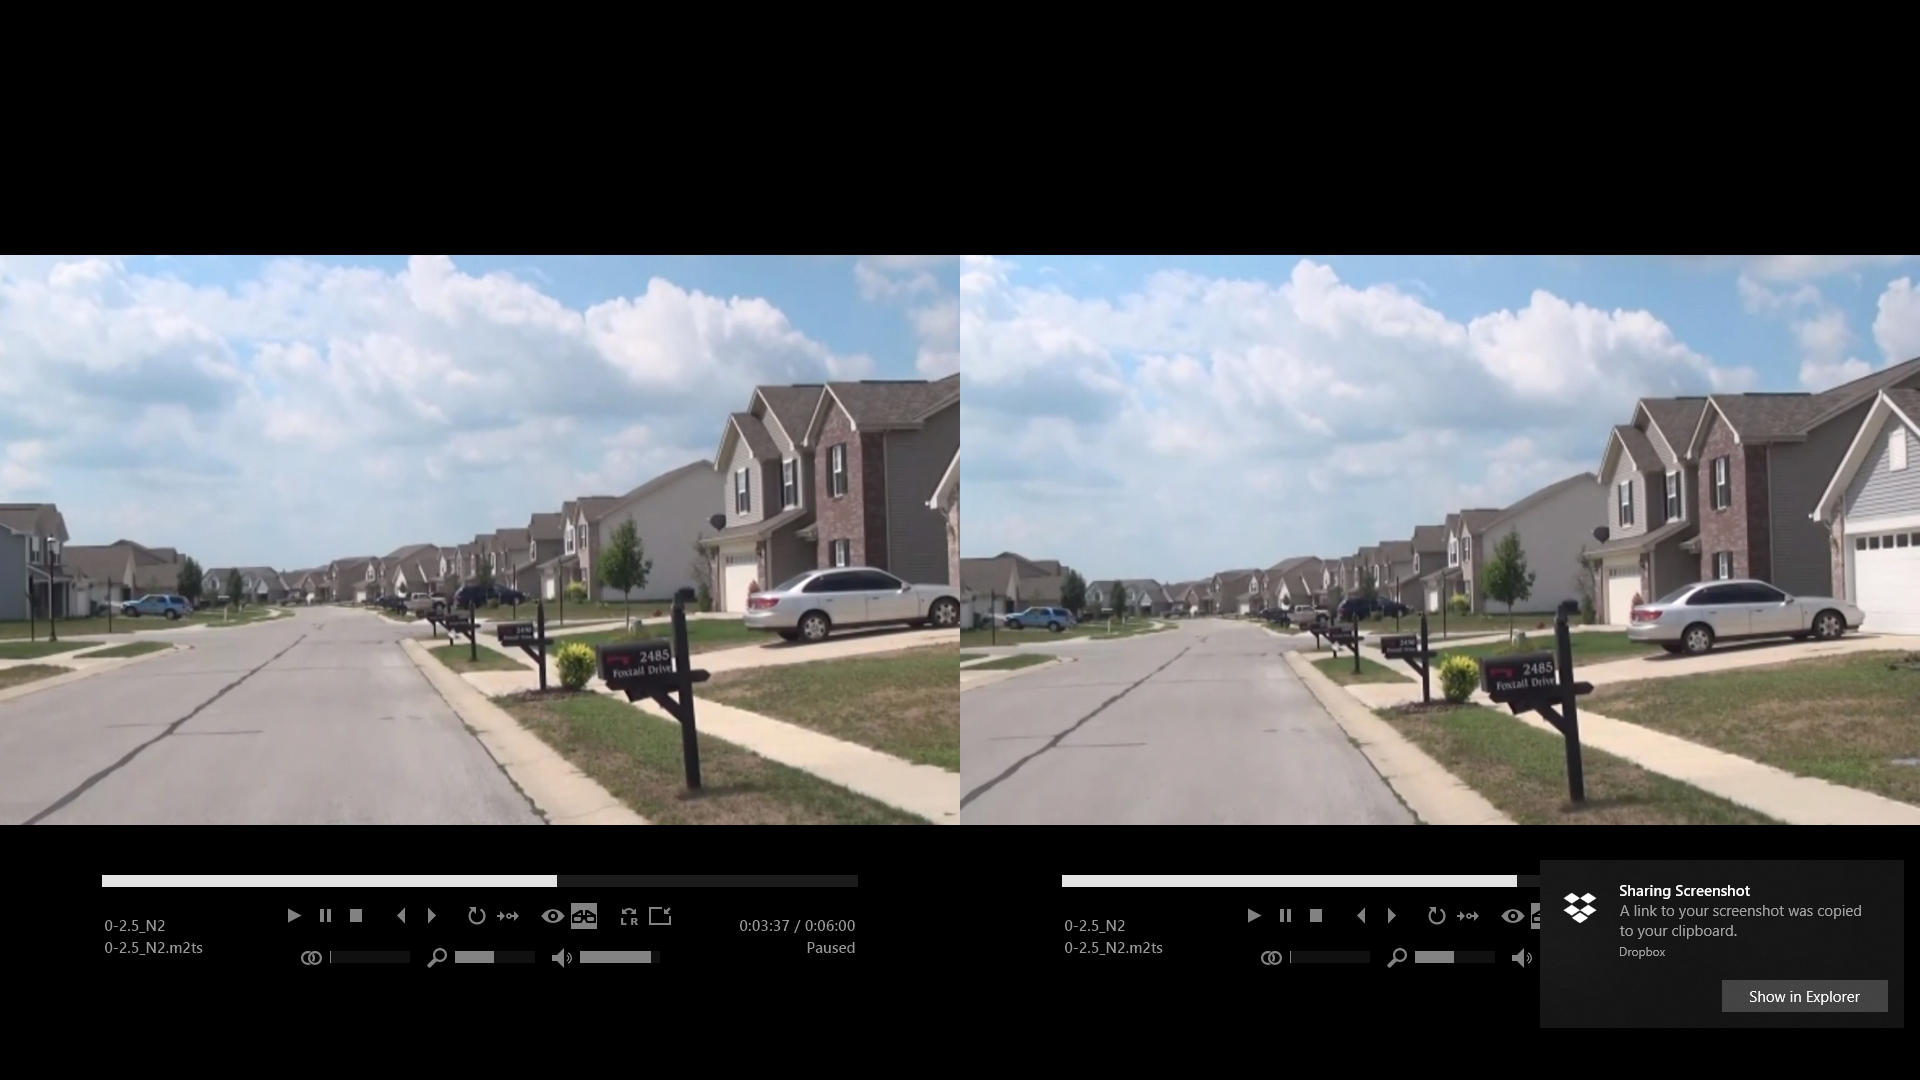 2485
Foxtail Drive
2485
Foxtail Drive
0-2.5_N2
0-2.5_N2.m2ts
L R
0:03:37 / 0:06:00
Paused
0-2.5_N2
0-2.5_N2.m2ts
Sharing Screenshot
A link to your screenshot was copied
to your clipboard.
Dropbox
Show in Explorer